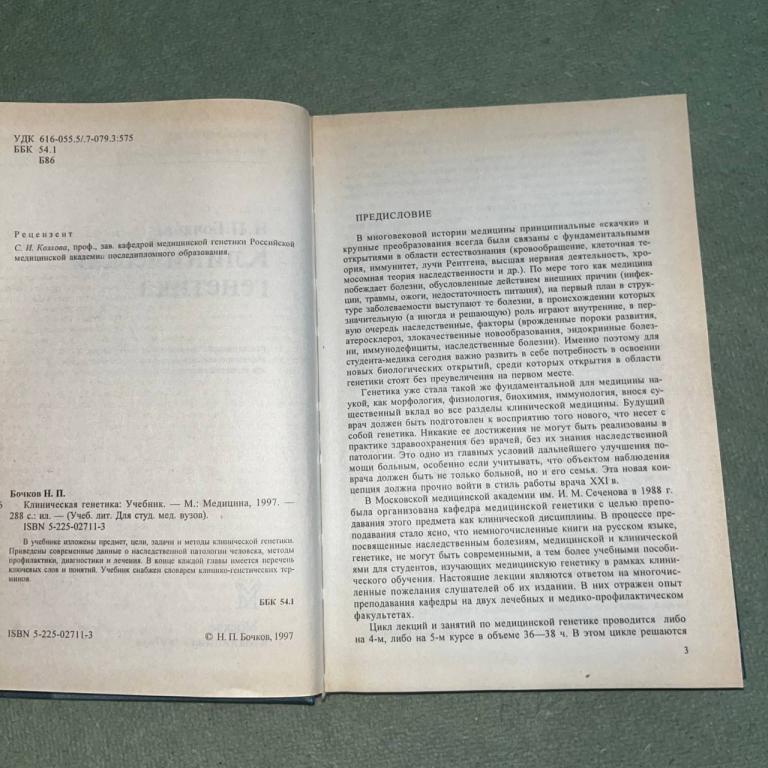 УДК 616-055.5/.7-079.3:575
ББК 54.1
Б86
Рецензент
С. И. Козлова, проф., зав. кафедрой медицинской генетики Российской
медицинской академии последипломного образования.
Бочков Н. П.
Клиническая генетика: Учебник. — М.: Медицина, 1997. —
288 с.: ил. — (Учеб. лит. Для студ. мед. вузов).
ISBN 5-225-02711-3
В учебнике изложены предмет, цели, задачи и методы клинической генетики.
Приведены современные данные о наследственной патологии человека, методы
профилактики, диагностики и лечения. В конце каждой главы имеется перечень
ключевых слов и понятий. Учебник снабжен словарем клинико-генетических тер-
минов.
ББК 54.1
ISBN 5-225-02711-3
© Н. П. Бочков, 1997
ПРЕДИСЛОВИЕ
В многовековой истории медицины принципиальные «скачки» и
крупные преобразования всегда были связаны с фундаментальными
открытиями в области естествознания (кровообращение, клеточная те-
ория, иммунитет, лучи Рентгена, высшая нервная деятельность, хро-
мосомная теория наследственности и др.). По мере того как медицина
побеждает болезни, обусловленные действием внешних причин (инфек-
ции, травмы, ожоги, недостаточность питания), на первый план в струк-
туре заболеваемости выступают те болезни, в происхождении которых
значительную (а иногда и решающую) роль играют внутренние, в пер-
вую очередь наследственные, факторы (врожденные пороки развития,
атеросклероз, злокачественные новообразования, эндокринные болез-
ни, иммунодефициты, наследственные болезни). Именно поэтому для
студента-медика сегодня важно развить в себе потребность в освоении
новых биологических открытий, среди которых открытия в области
генетики стоят без преувеличения на первом месте.
Генетика уже стала такой же фундаментальной для медицины на-
укой, как морфология, физиология, биохимия, иммунология, внося су-
щественный вклад во все разделы клинической медицины. Будущий
врач должен быть подготовлен к восприятию того нового, что несет с
собой генетика. Никакие ее достижения не могут быть реализованы в
практике здравоохранения без врачей, без их знания наследственной
патологии. Это одно из главных условий дальнейшего улучшения по-
мощи больным, особенно если учитывать, что объектом наблюдения
врача должен быть не только больной, но и его семья. Эта новая кон-
цепция должна прочно войти в стиль работы врача XXI в.
В Московской медицинской академии им. И. М. Сеченова в 1988 г.
была организована кафедра медицинской генетики с целью препо-
давания этого предмета как клинической дисциплины. В процессе пре-
подавания стало ясно, что немногочисленные книги на русском языке,
посвященные наследственным болезням, медицинской и клинической
генетике, не могут быть современными, а тем более учебными пособи-
ями для студентов, изучающих медицинскую генетику в рамках клини-
ческого обучения. Настоящие лекции являются ответом на многочис-
ленные пожелания слушателей об их издании. В них отражен опыт
преподавания кафедры на двух лечебных и медико-профилактическом
факультетах.
Цикл лекций и занятий по медицинской генетике проводится либо
на 4-м, либо на 5-м курсе в объеме 36—38 ч. В этом цикле решаются
3